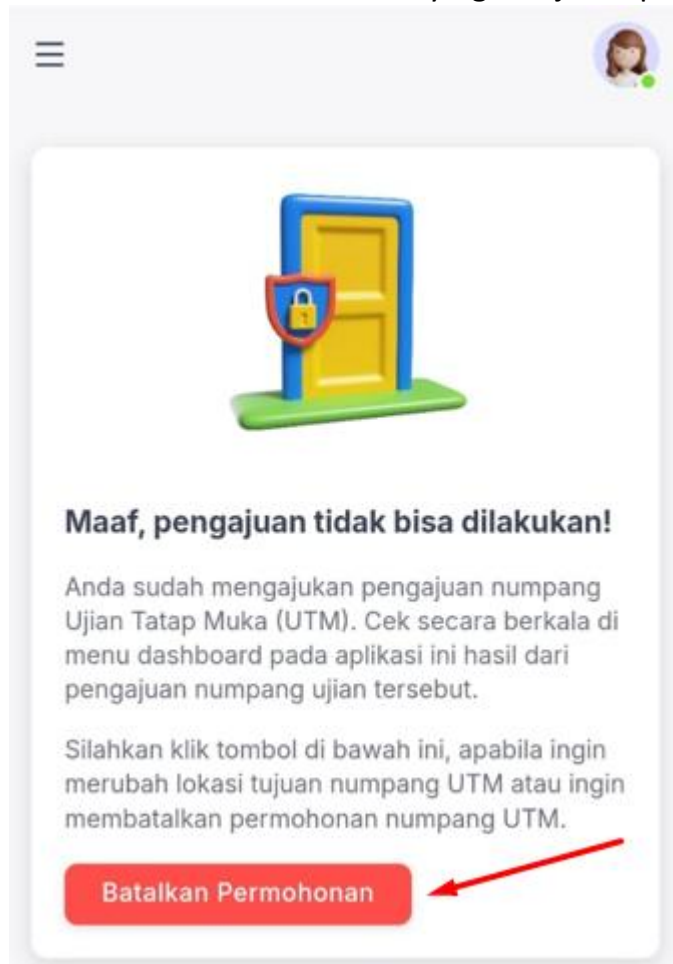 Maaf, pengajuan tidak bisa dilakukan!
Anda sudah mengajukan pengajuan numpang
Ujian Tatap Muka (UTM). Cek secara berkala di
menu dashboard pada aplikasi ini hasil dari
pengajuan numpang ujian tersebut.
Silahkan klik tombol di bawah ini, apabila ingin
merubah lokasi tujuan numpang UTM atau ingin
membatalkan permohonan numpang UTM.
Batalkan Permohonan